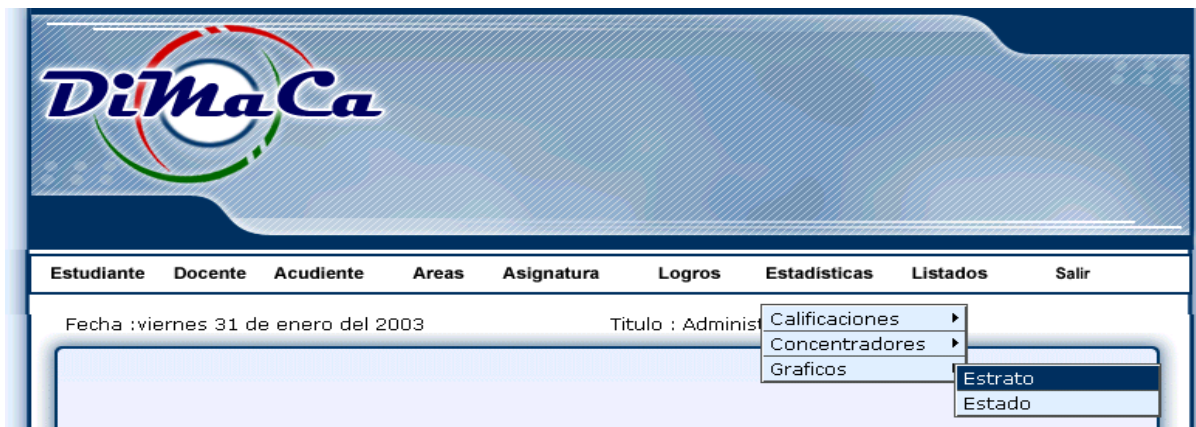 DiMaCa
Estudiante Docente Acudiente Areas Asignatura Logros Estadísticas Listados Salir
Fecha :viernes 31 de enero del 2003 Titulo : Adminis
Calificaciones
Concentradores
Graficos
Estrato
Estado